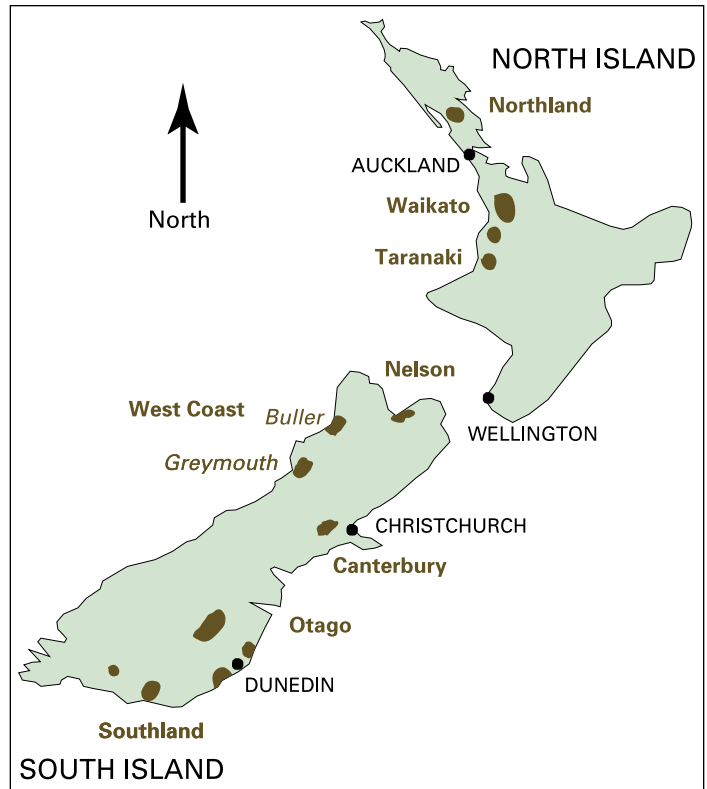 NORTH ISLAND
Northland
AUCKLAND
Waikato
North
Taranaki
Nelson
West Coast
Buller
WELLINGTON
Greymouth
CHRISTCHURCH
Canterbury
Otago
DUNEDIN
Southland
SOUTH ISLAND